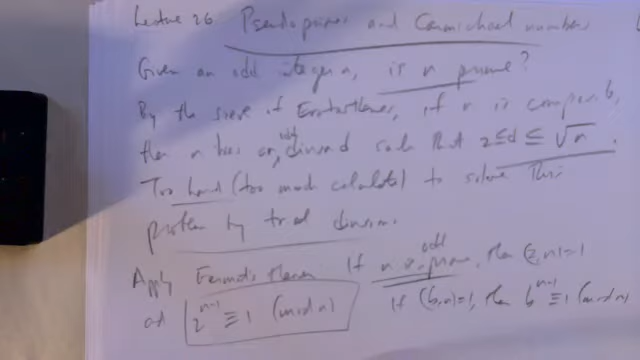 Lecture 26 Pseudoprimes and Carmichael numbers
Given an odd integer n, is n prime?
By the sieve of Eratosthenes, if n is composite,
then n has an odd divisor d such that 2 ≤ d ≤ √n.
Too hard (too much calculation) to solve this
problem by trial division.
Apply Fermat's theorem If n is odd prime, then (2,n)=1
and 2^{n-1} ≡ 1 (mod n) If (b,n)=1, then b^{n-1} ≡ 1 (mod n)